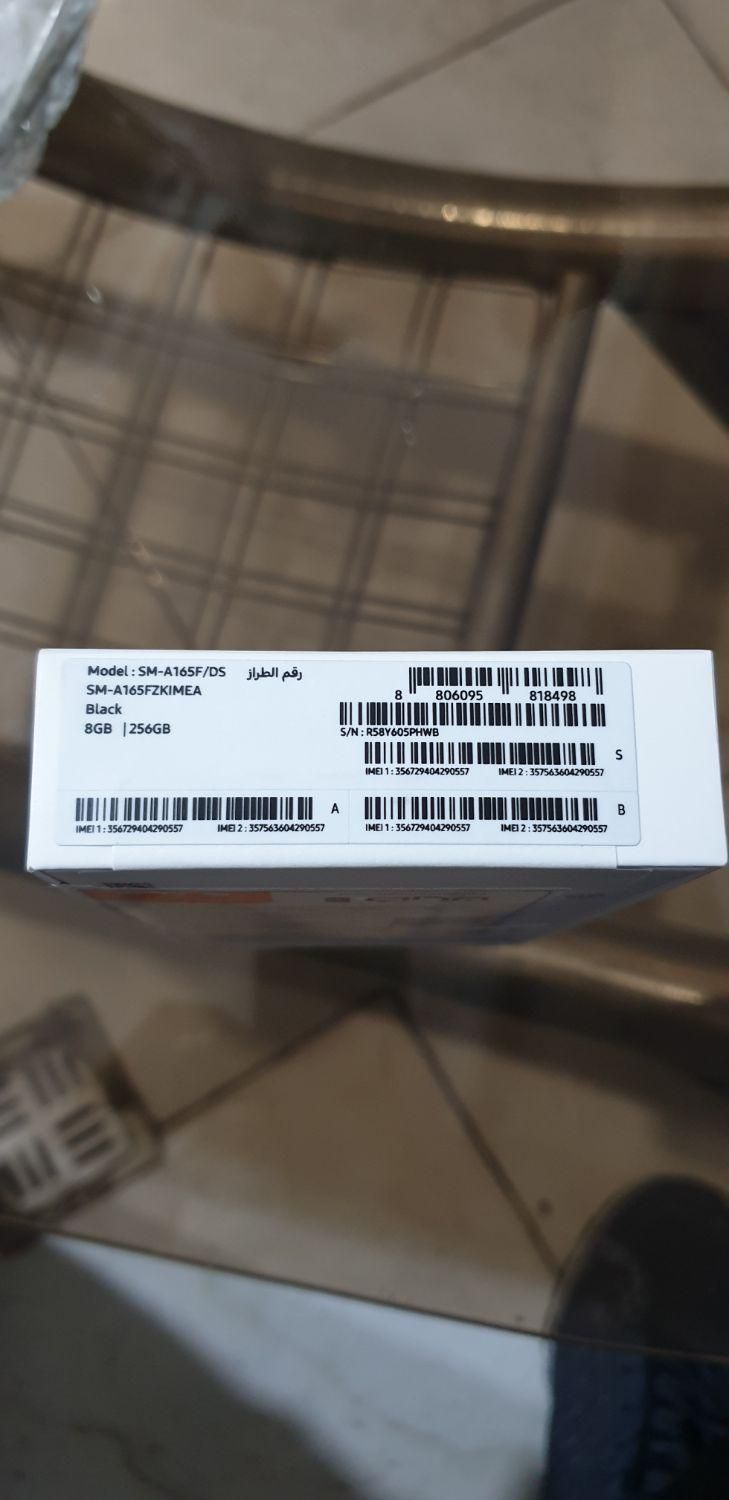 Model : SM-A165F/DS رقم الطراز
SM-A165FZKIMEA
Black
8GB | 256GB
8 806095 818498
S/N : R58Y605PHWB
S
IMEI 1 : 356729404290557 IMEI 2 : 357563604290557
A
IMEI 1 : 356729404290557 IMEI 2 : 357563604290557
B
IMEI 1 : 356729404290557 IMEI 2 : 357563604290557